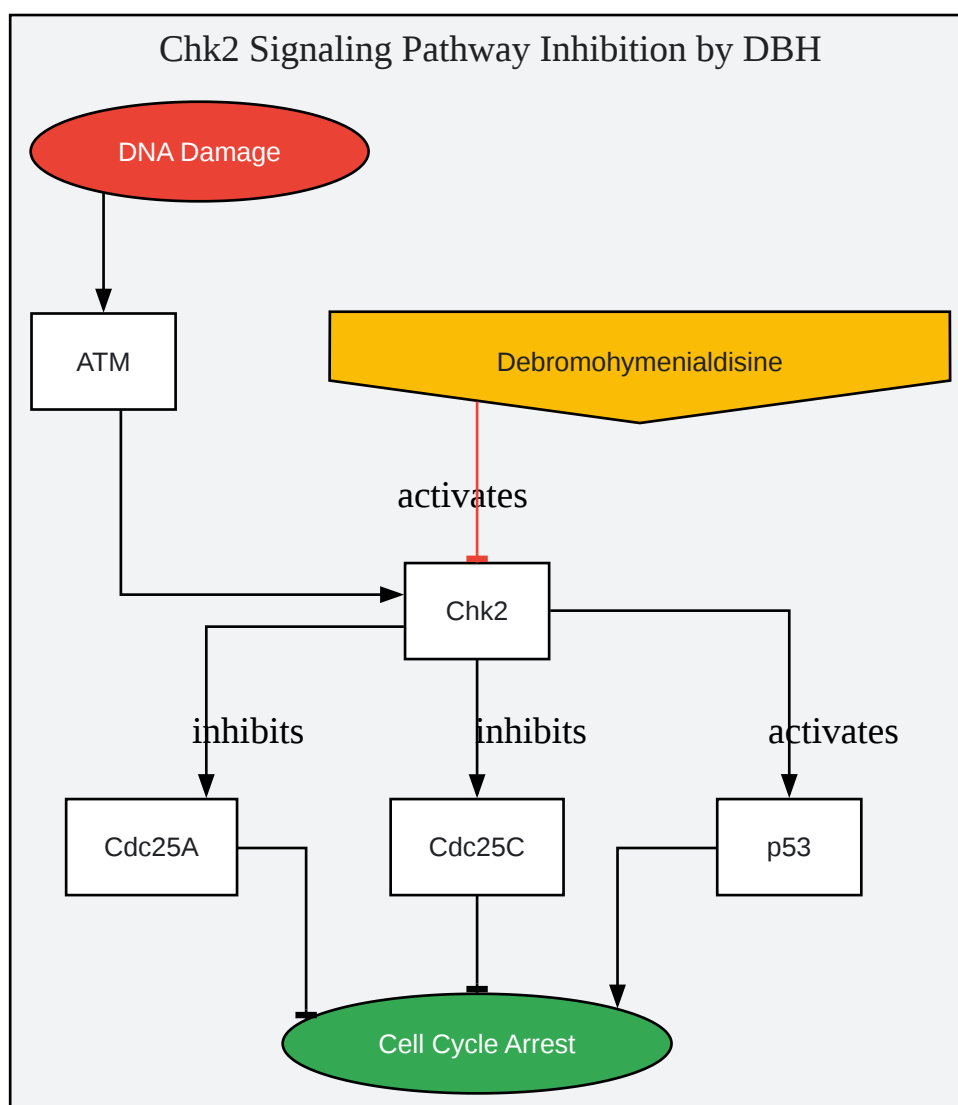 Chk2 Signaling Pathway Inhibition by DBH
DNA Damage
ATM
Debromohymenialdisine
activates
Chk2
inhibits
inhibits
activates
Cdc25A
Cdc25C
p53
Cell Cycle Arrest